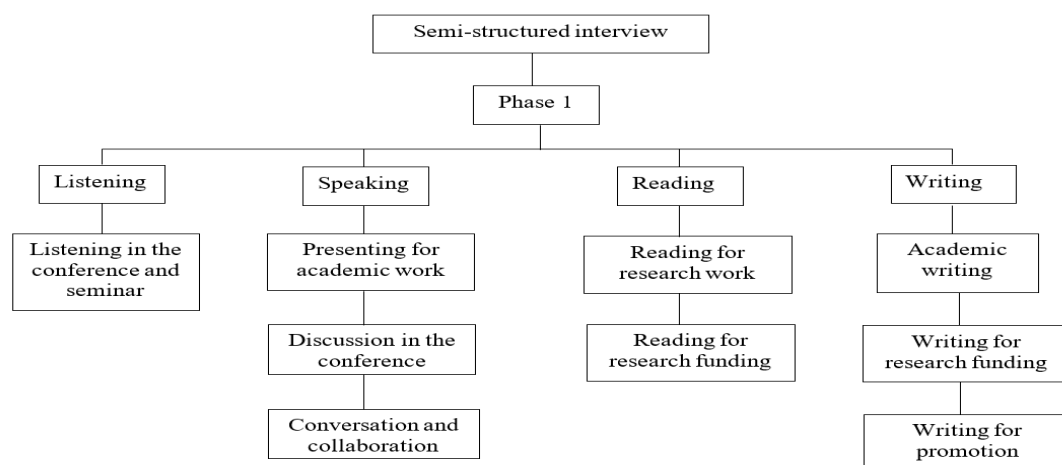 Semi-structured interview
Phase 1
Listening
Speaking
Reading
Writing
Listening in the
conference and
seminar
Presenting for
academic work
Reading for
research work
Academic
writing
Discussion in the
conference
Reading for
research funding
Writing for
research funding
Conversation and
collaboration
Writing for
promotion